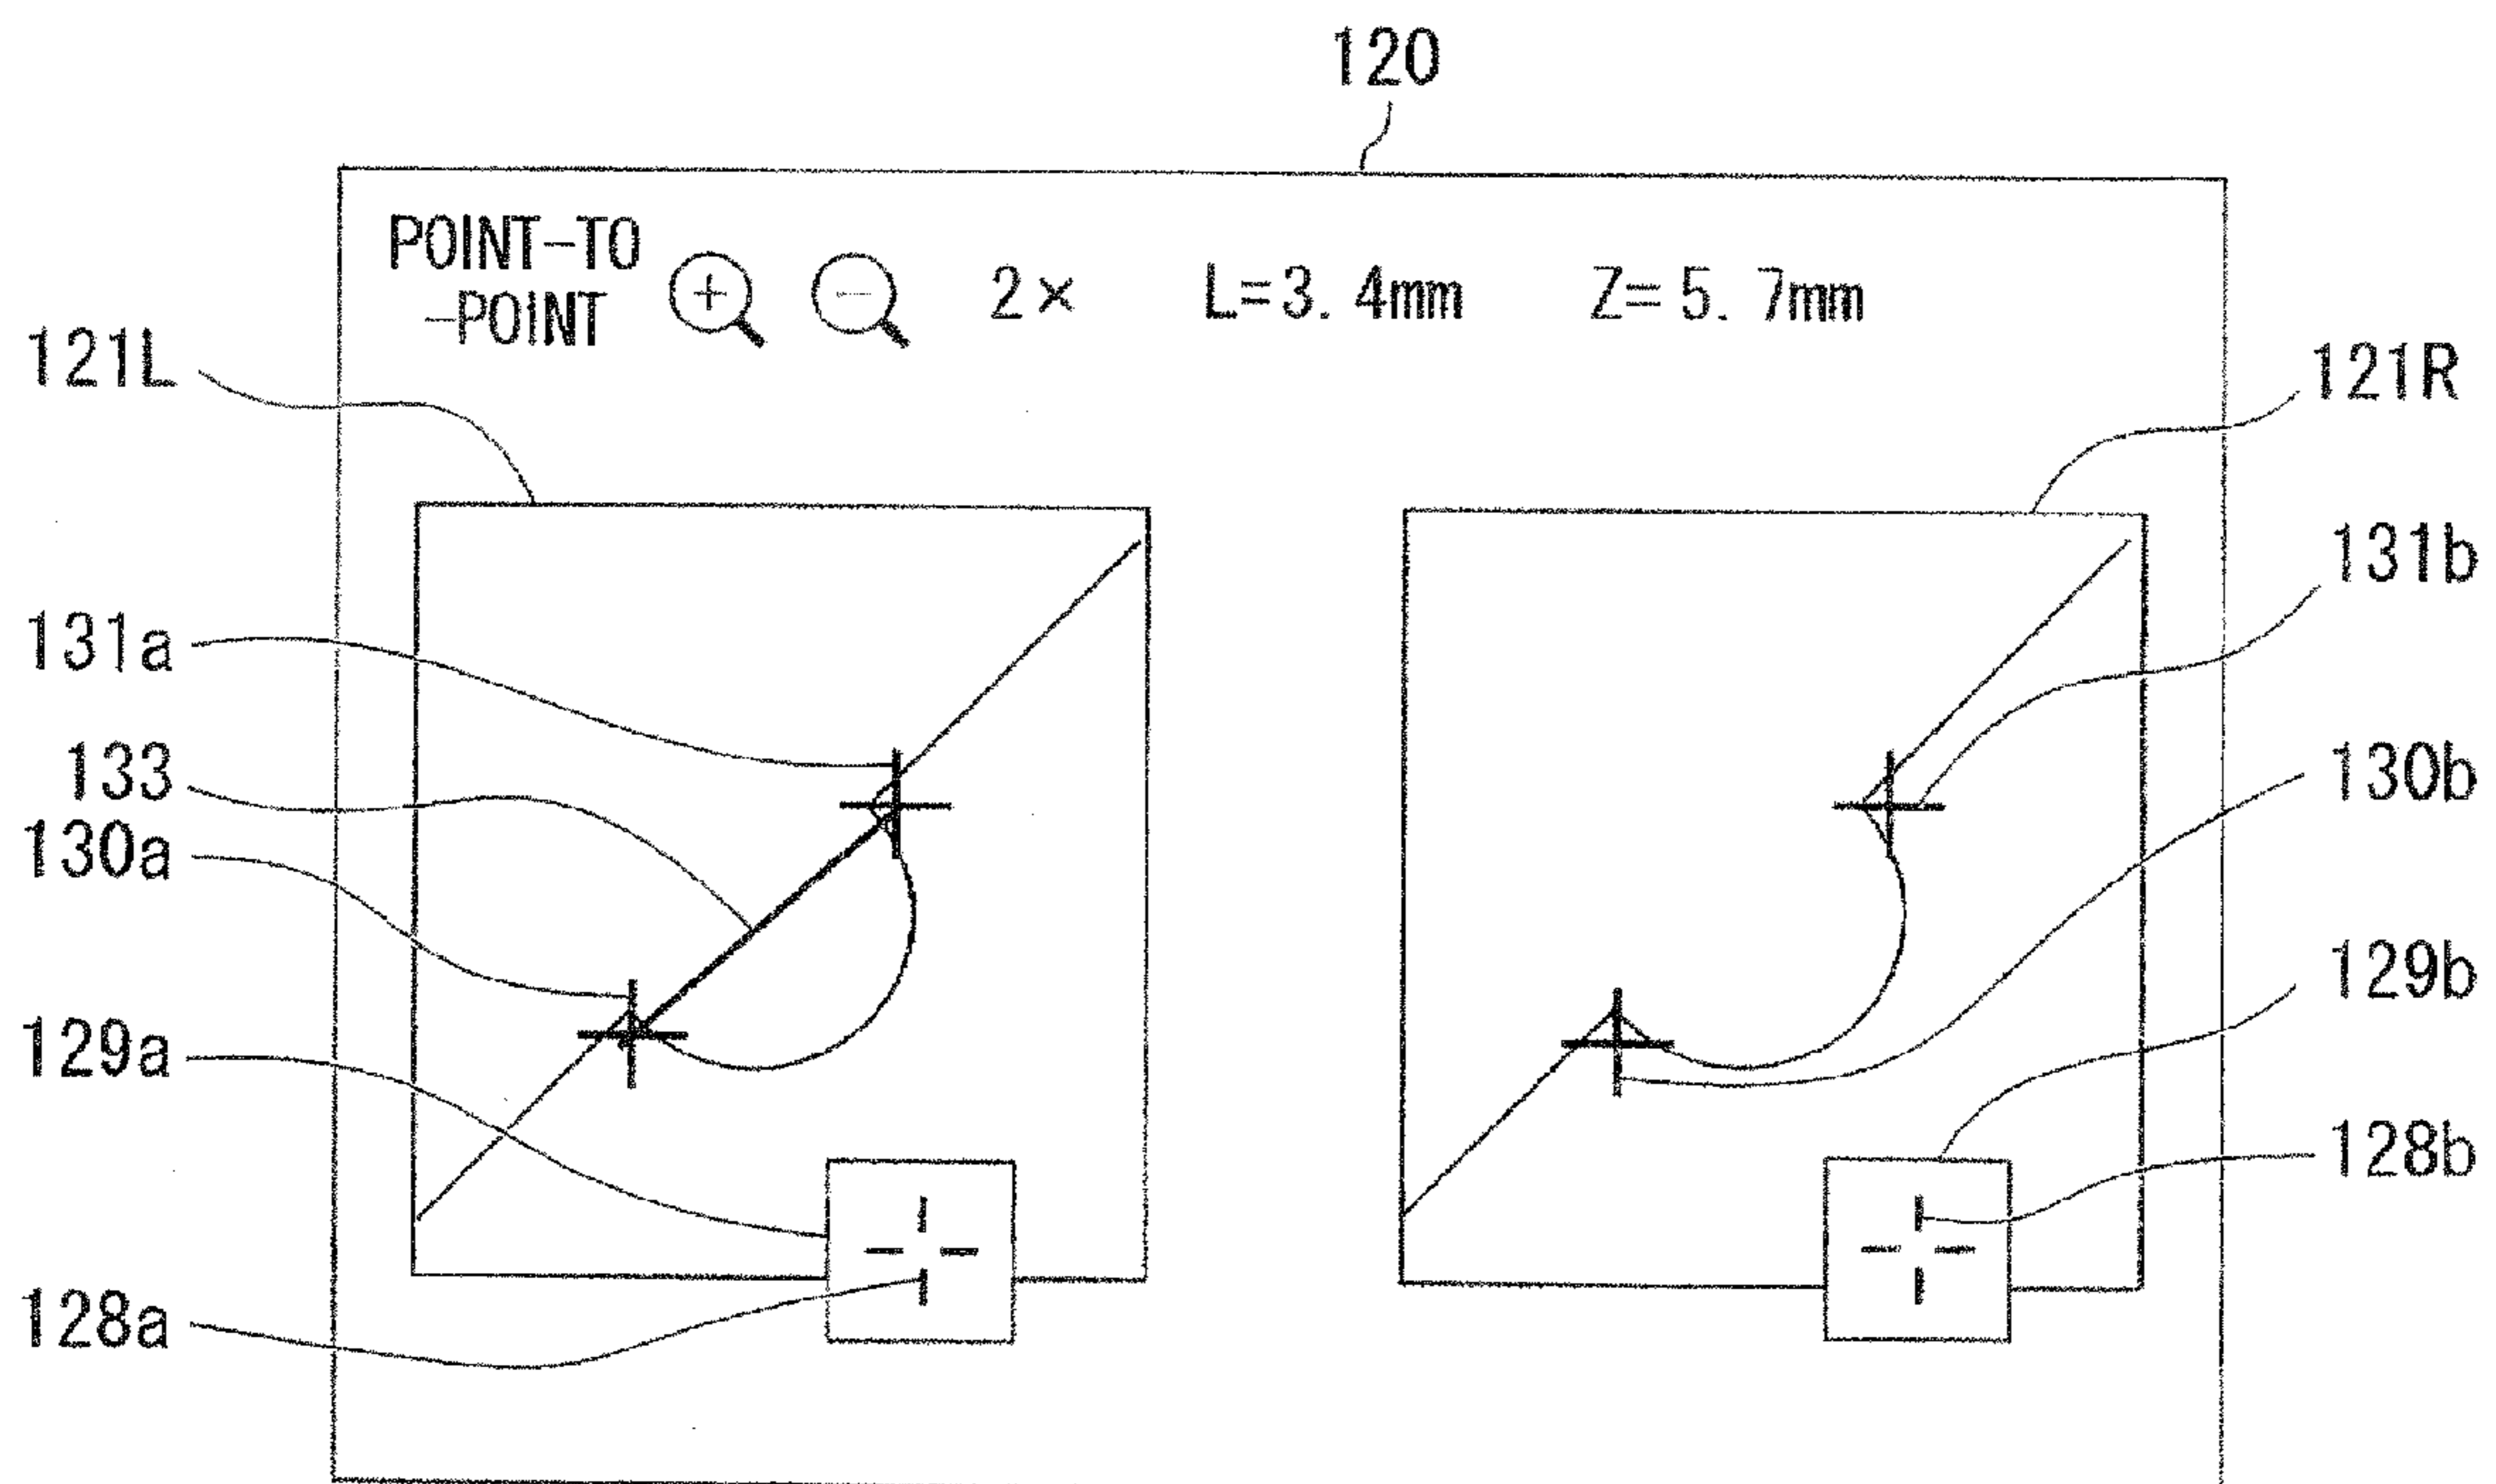 120
POINT-TO
-POINT
2× L=3.4mm Z=5.7mm
121L
121R
131b
131a
133
130b
130a
129b
129a
128b
128a